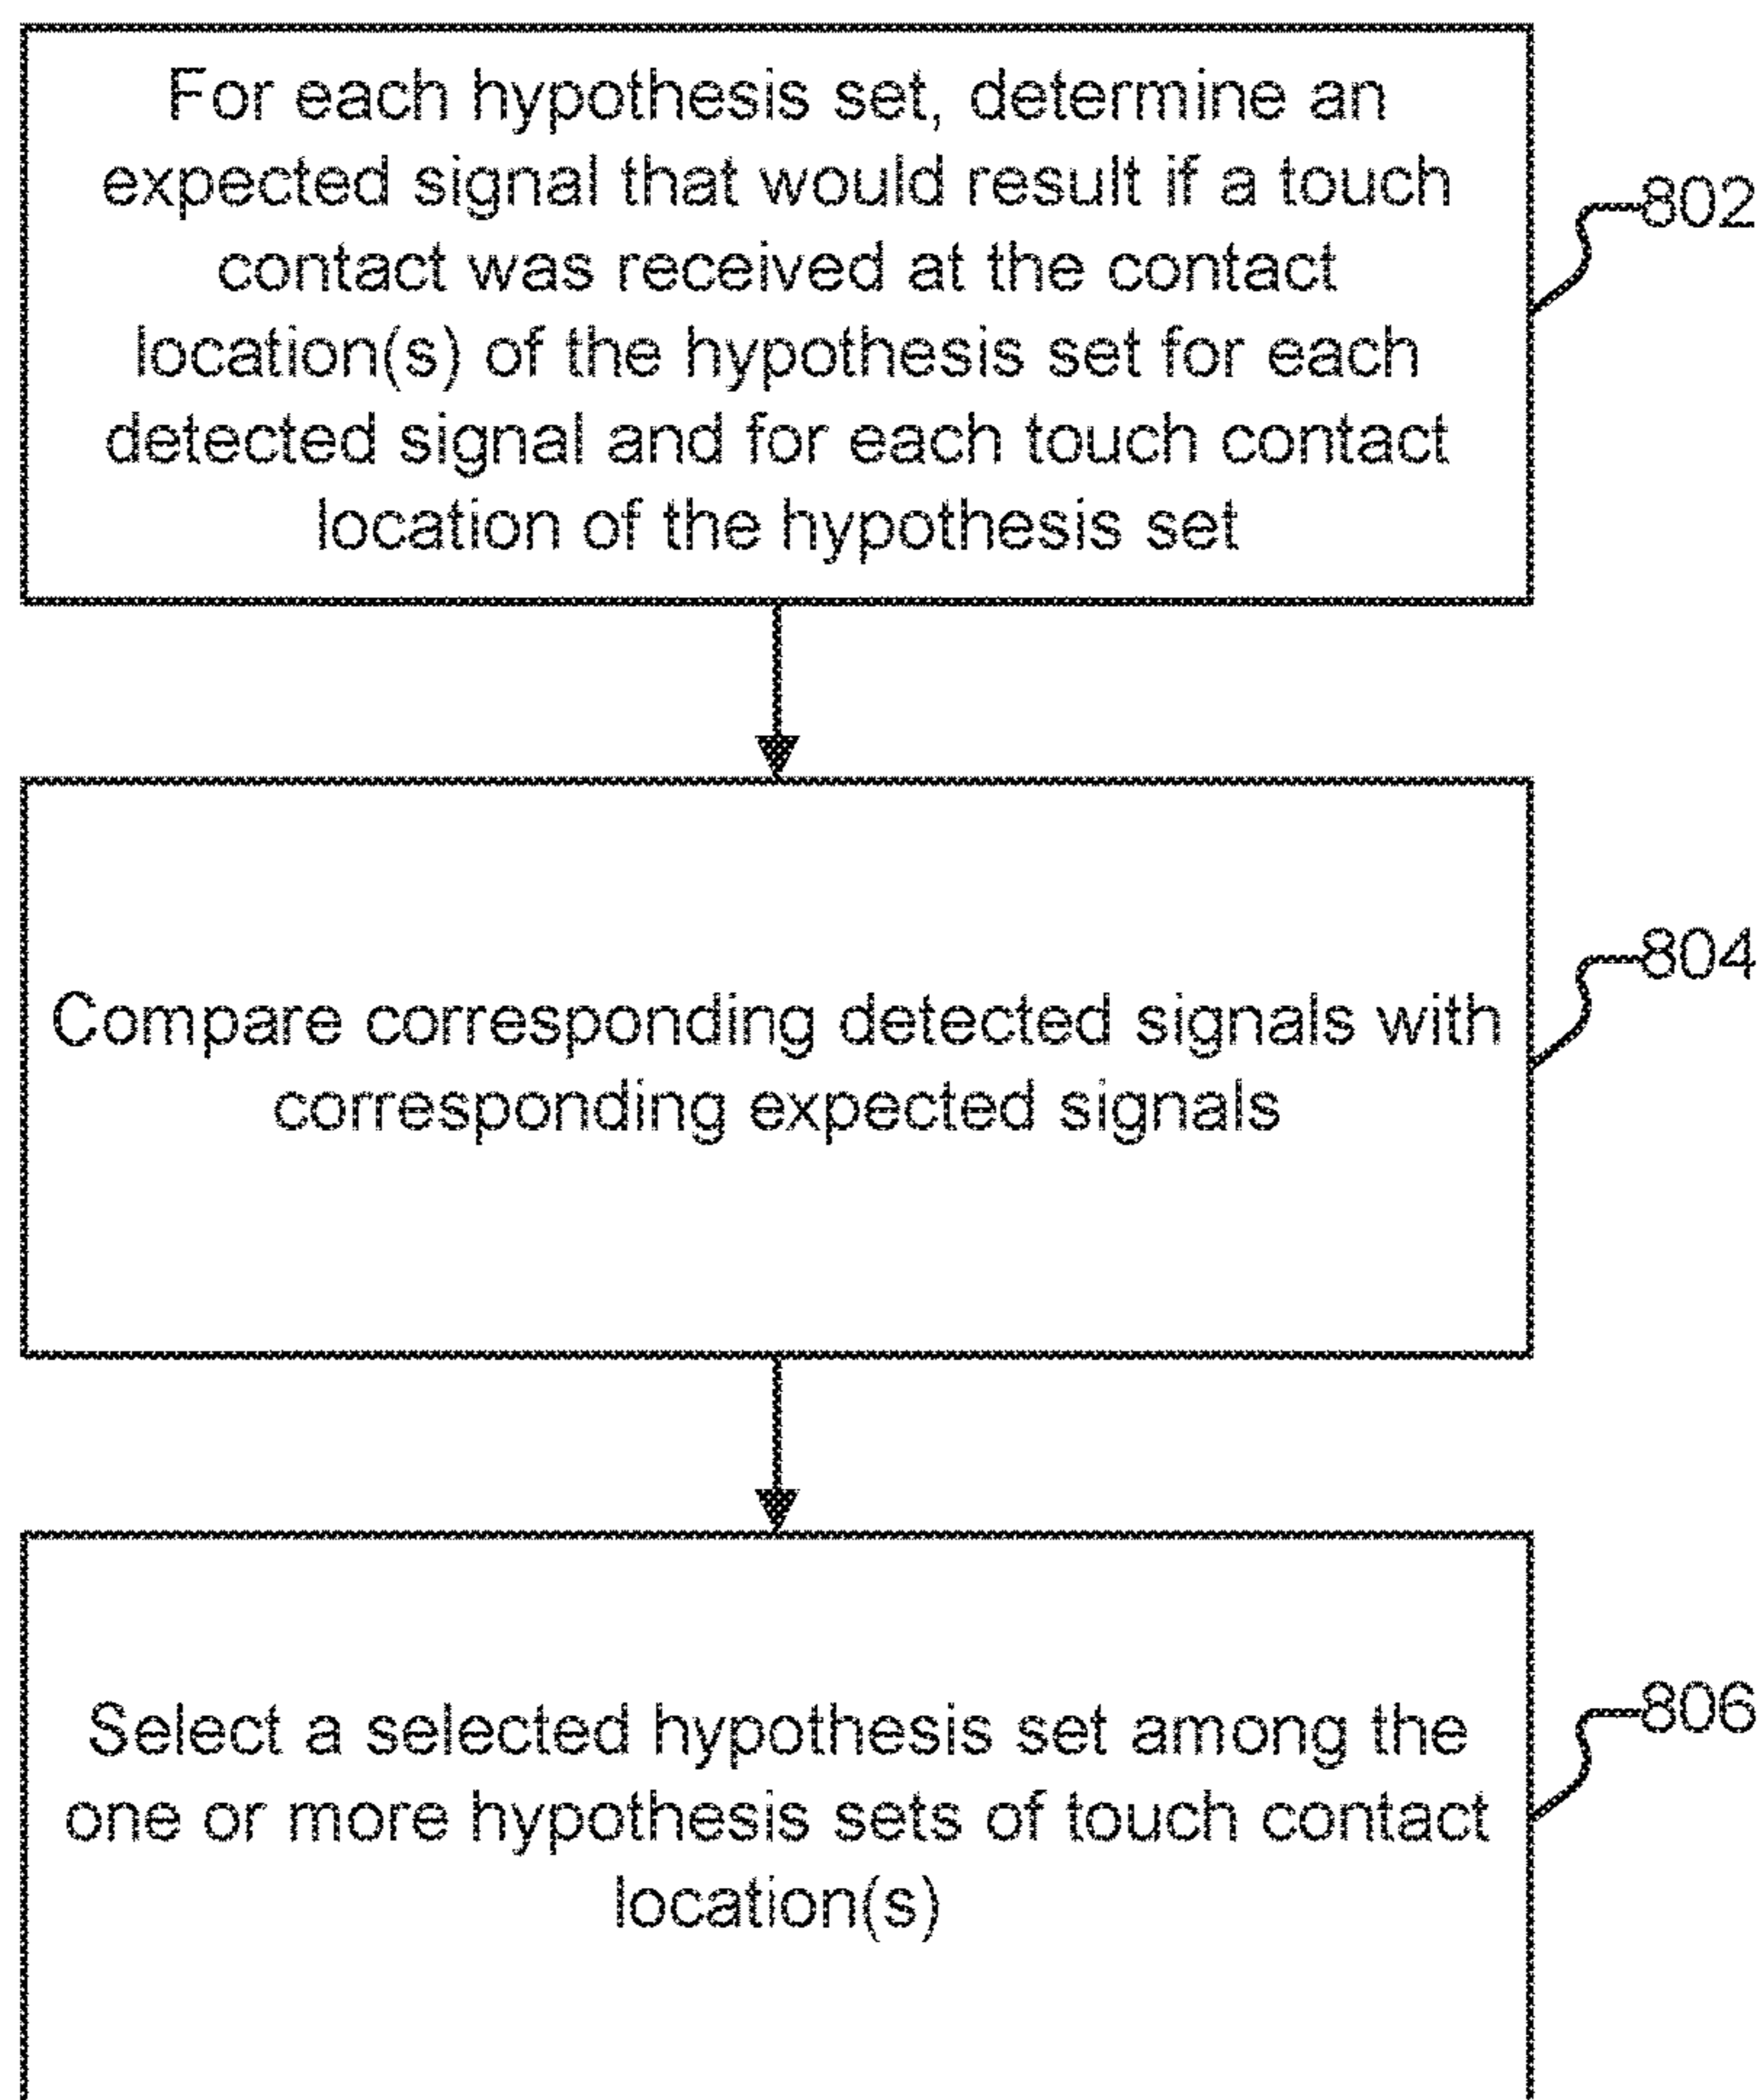 For each hypothesis set, determine an
expected signal that would result if a touch
contact was received at the contact
location(s) of the hypothesis set for each
detected signal and for each touch contact
location of the hypothesis set
802
Compare corresponding detected signals with
corresponding expected signals
804
Select a selected hypothesis set among the
one or more hypothesis sets of touch contact
location(s)
806